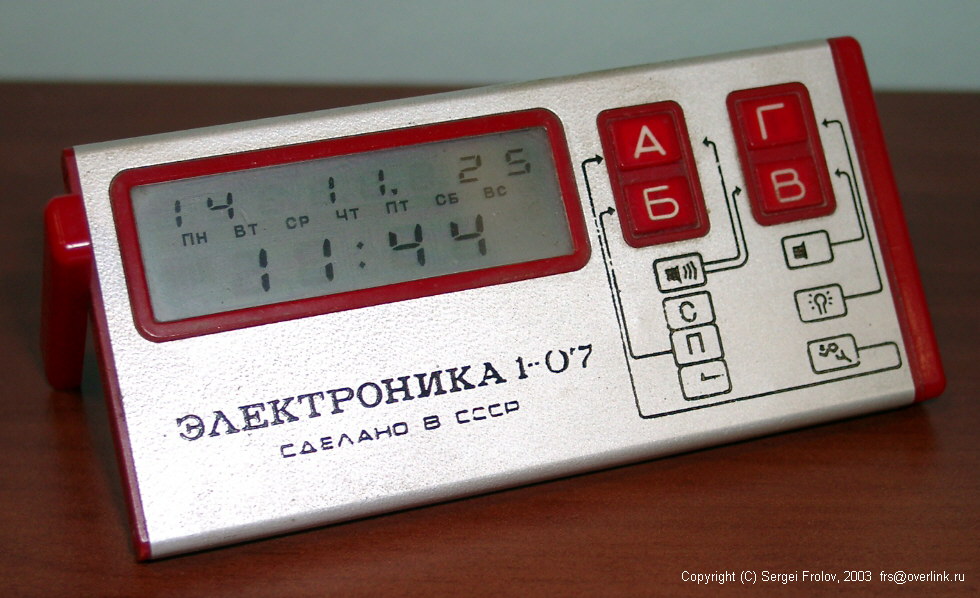 14 11. 25
ПН ВТ СР ЧТ ПТ СБ ВС
11:44
ЭЛЕКТРОНИКА 1-07
СДЕЛАНО В СССР
А
Б
Г
В
С
П
Copyright (C) Sergei Frolov, 2003 frs@overlink.ru